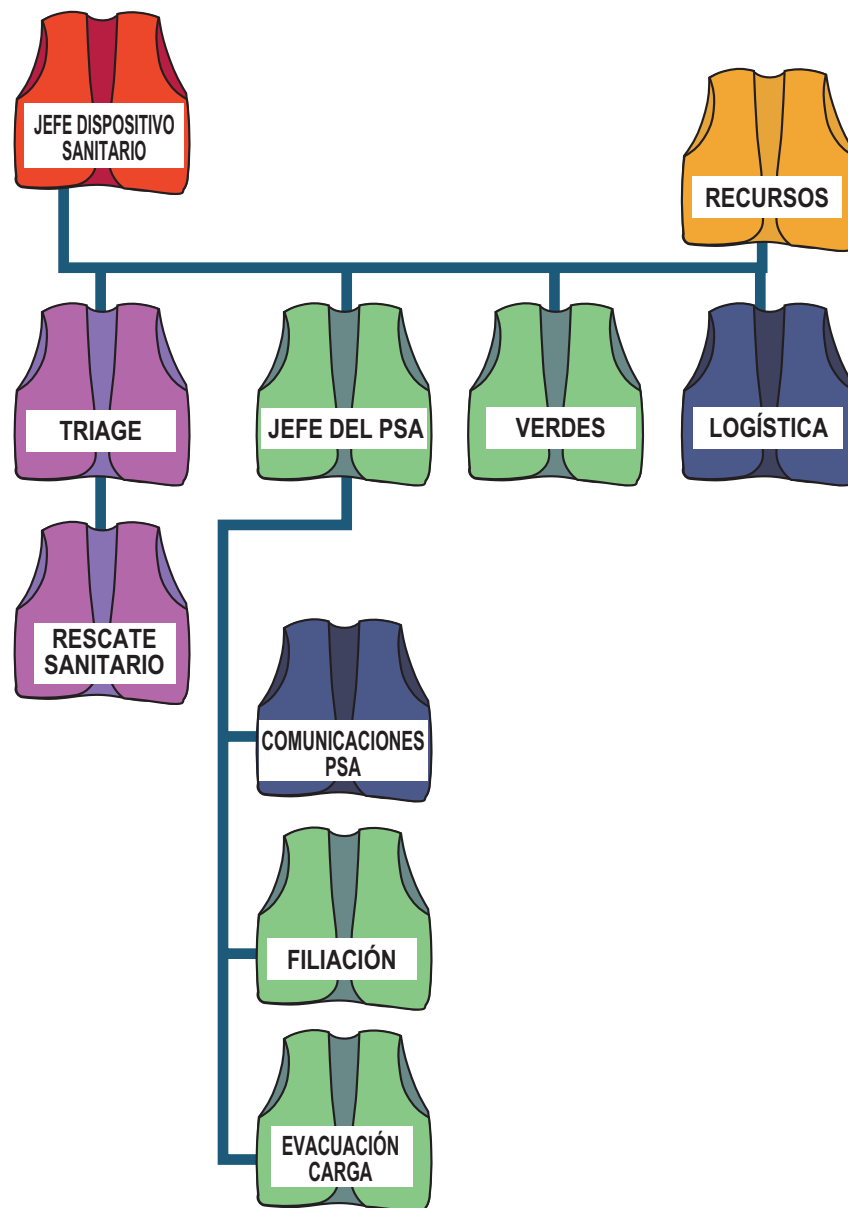 JEFE DISPOSITIVO
SANITARIO
RECURSOS
TRIAGE
JEFE DEL PSA
VERDES
LOGÍSTICA
RESCATE
SANITARIO
COMUNICACIONES
PSA
FILIACIÓN
EVACUACIÓN
CARGA